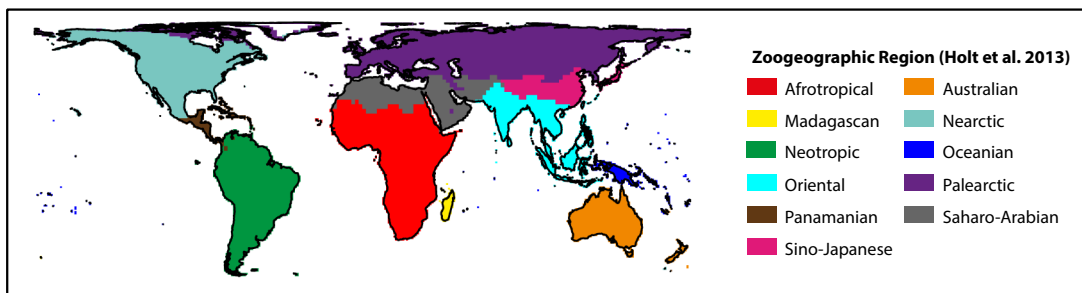 Zoogeographic Region (Holt et al. 2013)
Afrotropical Australian
Madagascan Nearctic
Neotropic Oceanian
Oriental Palearctic
Panamanian Saharo-Arabian
Sino-Japanese